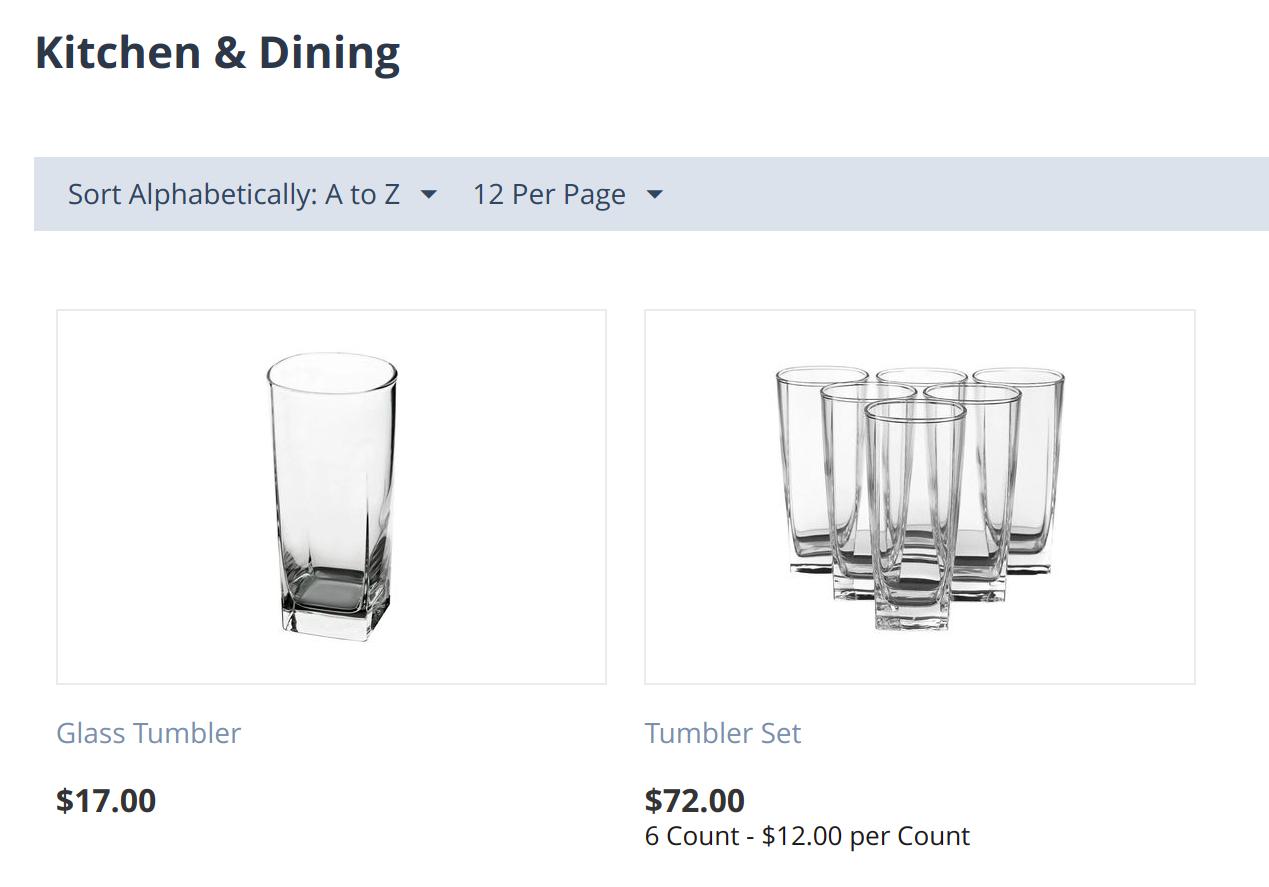 Kitchen & Dining
Sort Alphabetically: A to Z
12 Per Page
Glass Tumbler
$17.00
Tumbler Set
$72.00
6 Count - $12.00 per Count